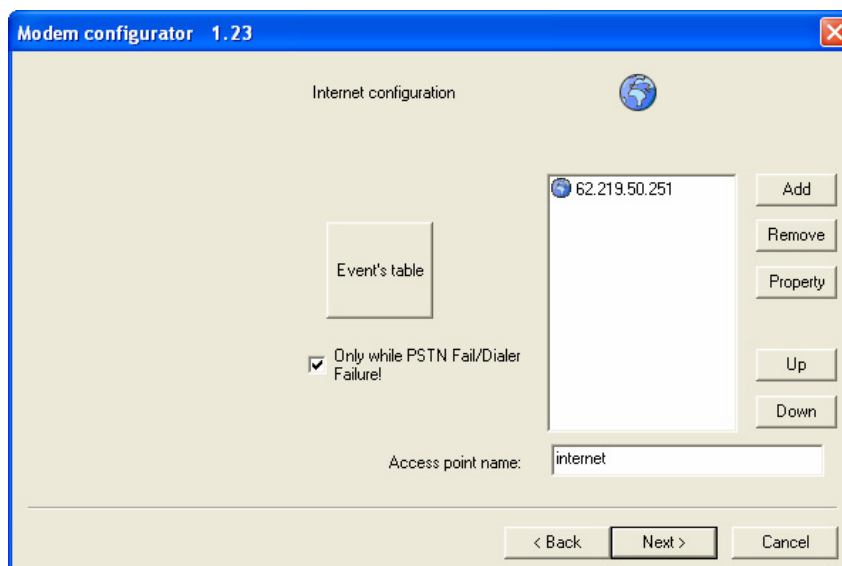 Modem configurator 1.23
Internet configuration
62.219.50.251
Add
Remove
Property
Event's table
Only while PSTN Fail/Dialer
Failure!
Up
Down
Access point name:
internet
< Back
Next >
Cancel